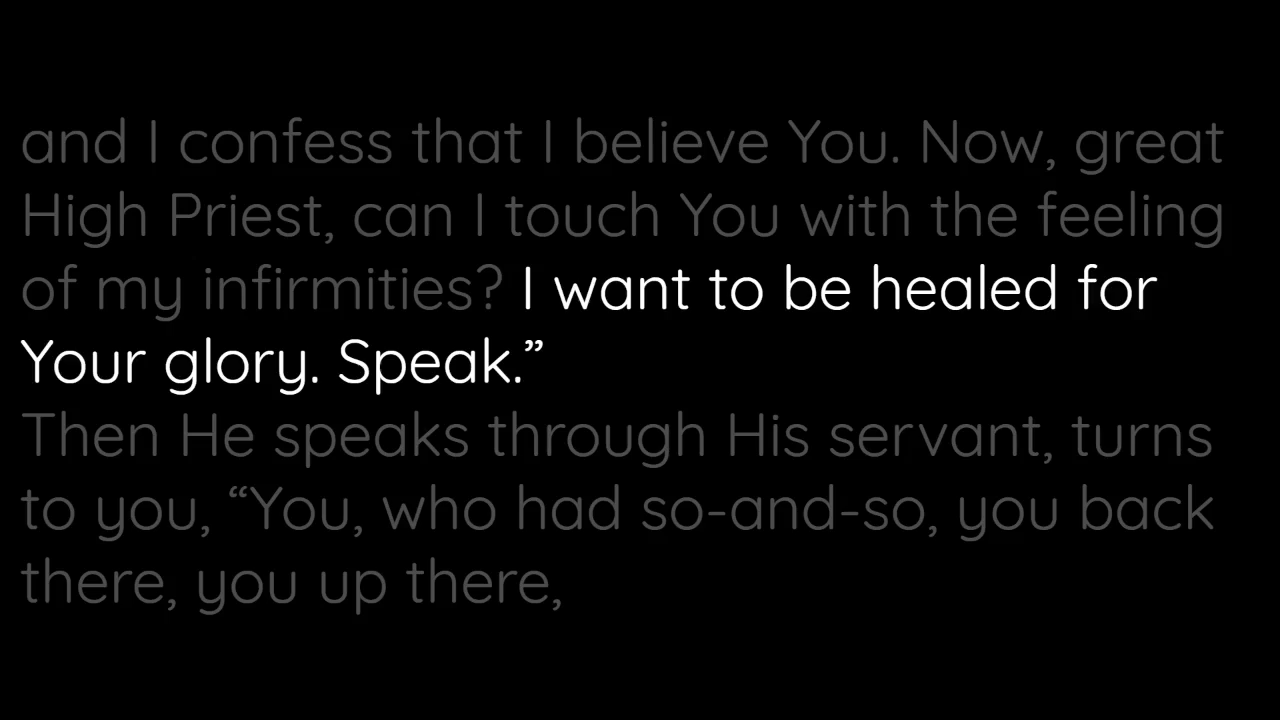 and I confess that I believe You. Now, great
High Priest, can I touch You with the feeling
of my infirmities? I want to be healed for
Your glory. Speak.”
Then He speaks through His servant, turns
to you, “You, who had so-and-so, you back
there, you up there,